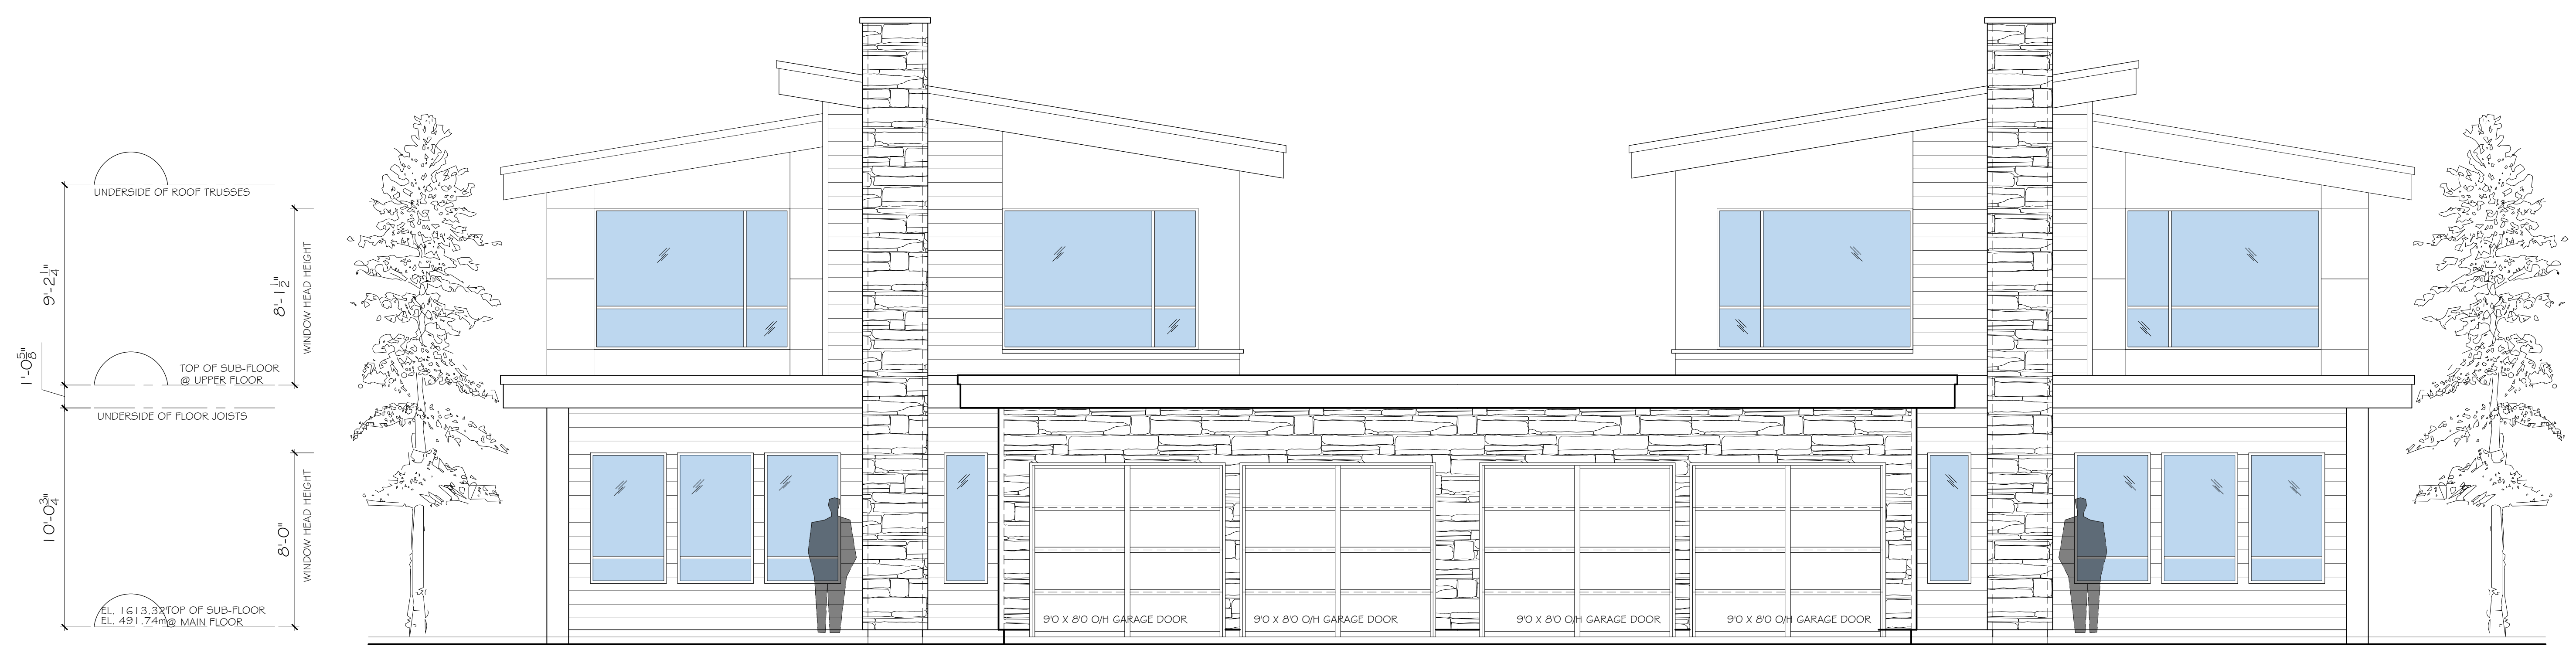 UNDERSIDE OF ROOF TRUSSES
9'-2 1/4"
8'-1 1/2"
WINDOW HEAD HEIGHT
1'-0 5/8"
TOP OF SUB-FLOOR
@ UPPER FLOOR
UNDERSIDE OF FLOOR JOISTS
10'-0 3/4"
8'-0"
WINDOW HEAD HEIGHT
EL. 1613.32' TOP OF SUB-FLOOR
EL. 491.74m @ MAIN FLOOR
9'0 X 8'0 O/H GARAGE DOOR
9'0 X 8'0 O/H GARAGE DOOR
9'0 X 8'0 O/H GARAGE DOOR
9'0 X 8'0 O/H GARAGE DOOR